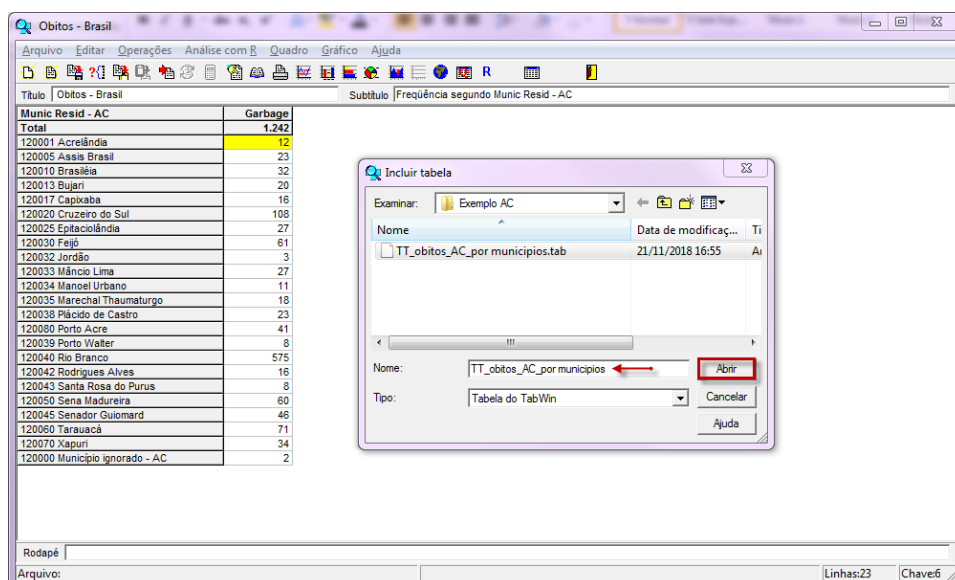 Obitos - Brasil
Arquivo Editar Operações Análise com R Quadro Gráfico Ajuda
R
Título Obitos - Brasil Subtítulo Freqüência segundo Munic Resid - AC
Munic Resid - AC Garbage
Total 1.242
120001 Acrelândia 12
120005 Assis Brasil 23
120010 Brasiléia 32
120013 Bujari 20
120017 Capixaba 16
120020 Cruzeiro do Sul 108
120025 Epitaciolândia 27
120030 Feijó 61
120032 Jordão 3
120033 Mâncio Lima 27
120034 Manoel Urbano 11
120035 Marechal Thaumaturgo 18
120038 Plácido de Castro 23
120080 Porto Acre 41
120039 Porto Walter 8
120040 Rio Branco 575
120042 Rodrigues Alves 16
120043 Santa Rosa do Purus 8
120050 Sena Madureira 60
120045 Senador Guiomard 46
120060 Tarauacá 71
120070 Xapuri 34
120000 Município ignorado - AC 2
Incluir tabela
Examinar: Exemplo AC
Nome Data de modificaç... Ti
TT_obitos_AC_por municipios.tab 21/11/2018 16:55 Ar
Nome: TT_obitos_AC_por municipios Abrir
Tipo: Tabela do TabWin Cancelar
Ajuda
Rodapé
Arquivo: Linhas:23 Chave:6